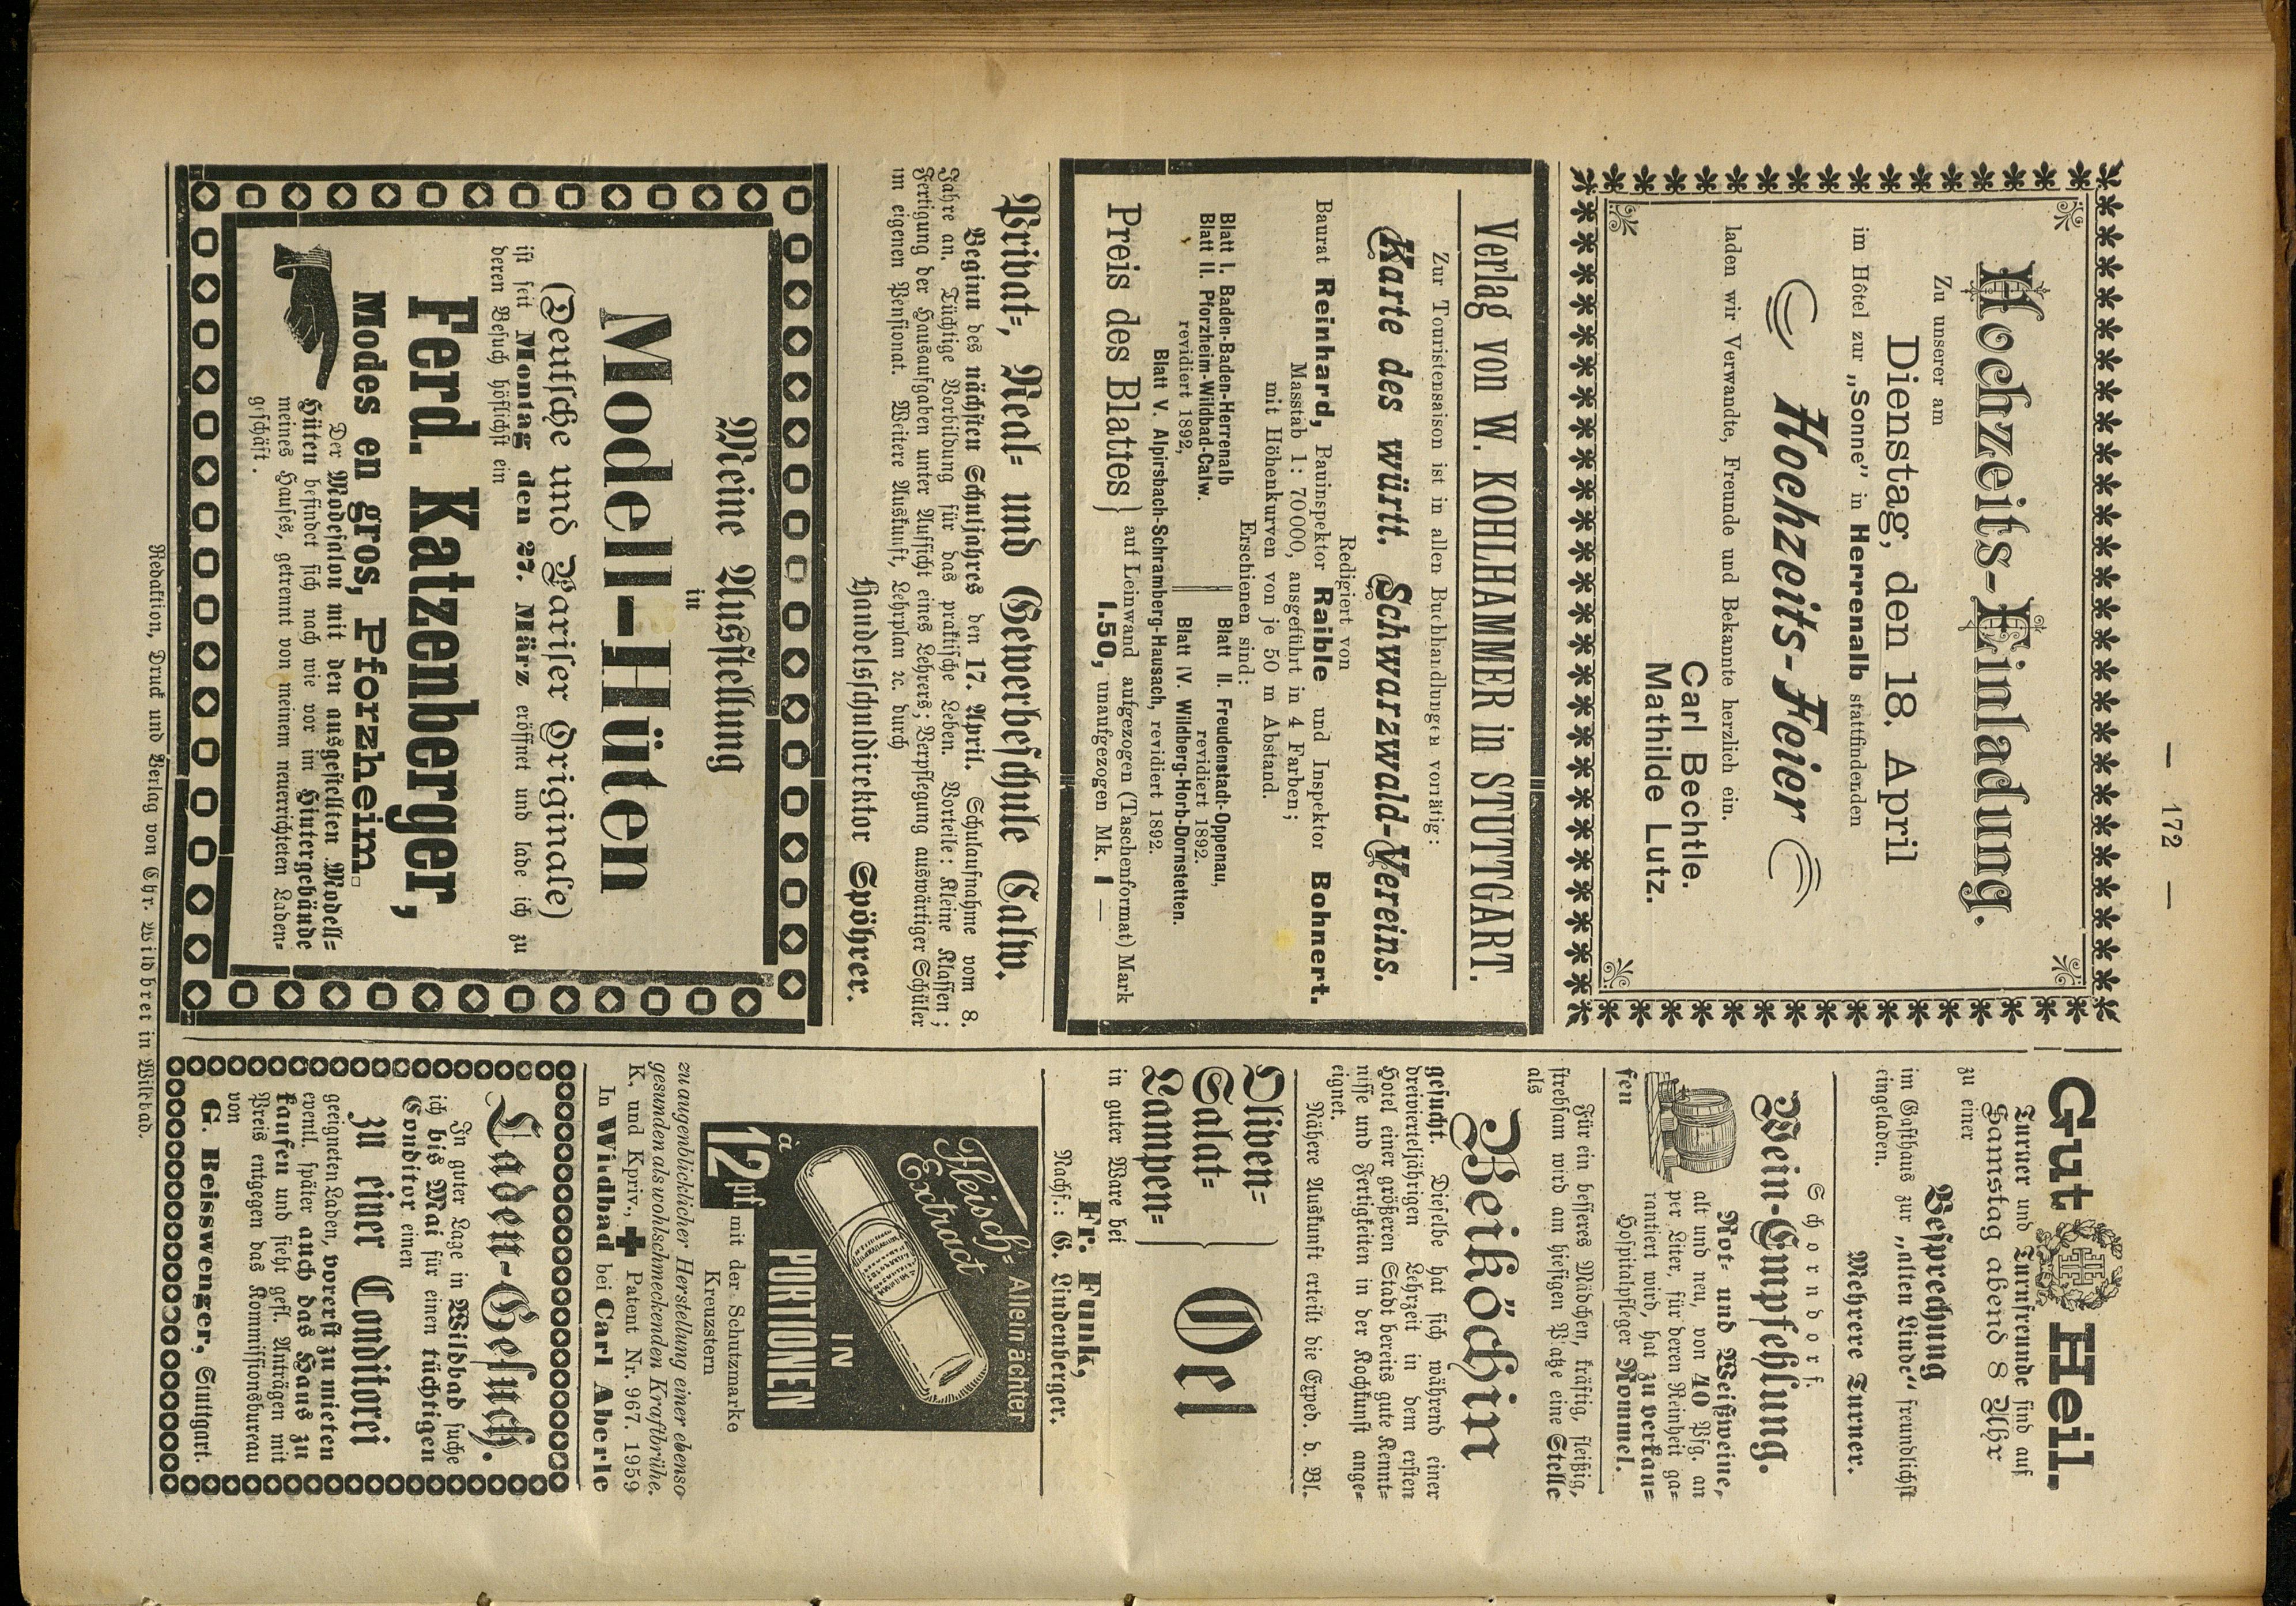 — 172 —
Hochzeits-Einladung.
Zu unserer am
Dienstag, den 18. April
im Hôtel zur „Sonne" in Herrenalb stattfindenden
Hochzeits-Feier
laden wir Verwandte, Freunde und Bekannte herzlich ein.
Carl Bechtle.
Mathilde Lutz.
Verlag von W. KOHLHAMMER in STUTTGART.
Zur Touristensaison ist in allen Buchhandlungen vorrätig:
Karte des württ. Schwarzwald-Vereins.
Redigiert von
Baurat Reinhard, Bauinspektor Raible und Inspektor Bohnert.
Masstab 1: 70000, ausgeführt in 4 Farben;
mit Höhenkurven von je 50 m Abstand.
Erschienen sind:
Blatt I. Baden-Baden-Herrenalb
Blatt II. Pforzheim-Wildbad-Calw.
revidiert 1892,
Blatt II. Freudenstadt-Oppenau,
revidiert 1892.
Blatt IV. Wildberg-Horb-Dornstetten.
Blatt V. Alpirsbach-Schramberg-Hausach, revidiert 1892.
Preis des Blattes } auf Leinwand aufgezogen (Taschenformat) Mark
1.50, unaufgezogen Mk. 1 —
Privat-, Real- und Gewerbeschule Calw.
Beginn des nächsten Schuljahres den 17. April. Schulaufnahme vom 8.
Jahre an. Tüchtige Vorbildung für das praktische Leben. Vorteile: Kleine Klassen;
Fertigung der Hausaufgaben unter Aufsicht eines Lehrers; Verpflegung auswärtiger Schüler
im eigenen Pensionat. Weitere Auskunft, Lehrplan ꝛc. durch
Handelsschuldirektor Spöhrer.
Meine Ausstellung
in
Modell-Hüten
(Deutsche und Pariser Originale)
ist seit Montag den 27. März eröffnet und lade ich zu
deren Besuch höflichst ein
Ferd. Katzenberger,
Modes en gros, Pforzheim.
Der Modesalon mit den ausgestellten Modell-
Hüten befindet sich nach wie vor im Hintergebäude
meines Hauses, getrennt von meinem neuerrichteten Laden-
geschäft.
Gut Heil.
Turner und Turnfreunde sind auf
Samstag abend 8 Uhr
zu einer
Besprechung
im Gasthaus zur „alten Linde" freundlichst
eingeladen.
Mehrere Turner.
Schorndorf.
Wein-Empfehlung.
Rot- und Weißweine,
alt und neu, von 40 Pfg. an
per Liter, für deren Reinheit ga-
rantiert wird, hat zu verkau-
fen
Hospitalpfleger Rommel.
Für ein besseres Mädchen, kräftig, fleißig,
strebsam wird am hiesigen Platze eine Stelle
als
Beiköchin
gesucht. Dieselbe hat sich während einer
dreivierteljährigen Lehrzeit in dem ersten
Hotel einer größeren Stadt bereits gute Kennt-
nisse und Fertigkeiten in der Kochkunst ange-
eignet.
Nähere Auskunft erteilt die Exped. d. Bl.
Oliven-
Salat-
Lampen-
} Oel
in guter Ware bei
Fr. Funk,
Nachf.: G. Lindenberger.
Allein ächter
Fleisch-
Extract
IN
PORTIONEN
à
12 pf. mit der Schutzmarke
Kreuzstern
zu augenblicklicher Herstellung einer ebenso
gesunden als wohlschmeckenden Kraftbrühe.
K. und Kpriv., ✚ Patent Nr. 967. 1959
In Wildbad bei Carl Aberle
Laden-Gesuch.
In guter Lage in Wildbad suche
ich bis Mai für einen tüchtigen
Conditor einen
zu einer Conditorei
geeigneten Laden, vorerst zu mieten
eventl. später auch das Haus zu
kaufen und sieht gefl. Anträgen mit
Preis entgegen das Kommissionsbureau
von
G. Beisswenger, Stuttgart.
Redaktion, Druck und Verlag von Chr. Wildbret in Wildbad.